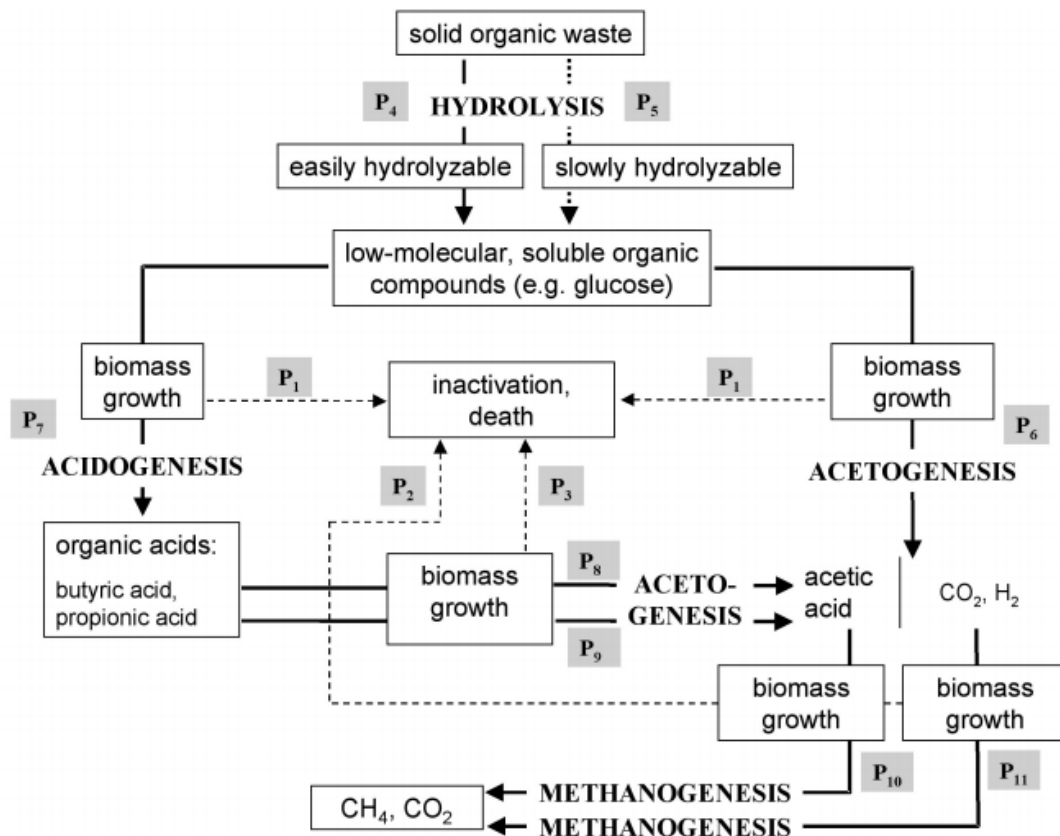 solid organic waste
P4
HYDROLYSIS
P5
easily hydrolyzable
slowly hydrolyzable
low-molecular, soluble organic
compounds (e.g. glucose)
biomass
growth
P1
inactivation,
death
P1
biomass
growth
P7
P6
ACIDOGENESIS
P2
P3
ACETOGENESIS
organic acids:
butyric acid,
propionic acid
biomass
growth
P8
ACETO-
GENESIS
P9
acetic
acid
CO2, H2
biomass
growth
biomass
growth
P10
P11
CH4, CO2
METHANOGENESIS
METHANOGENESIS